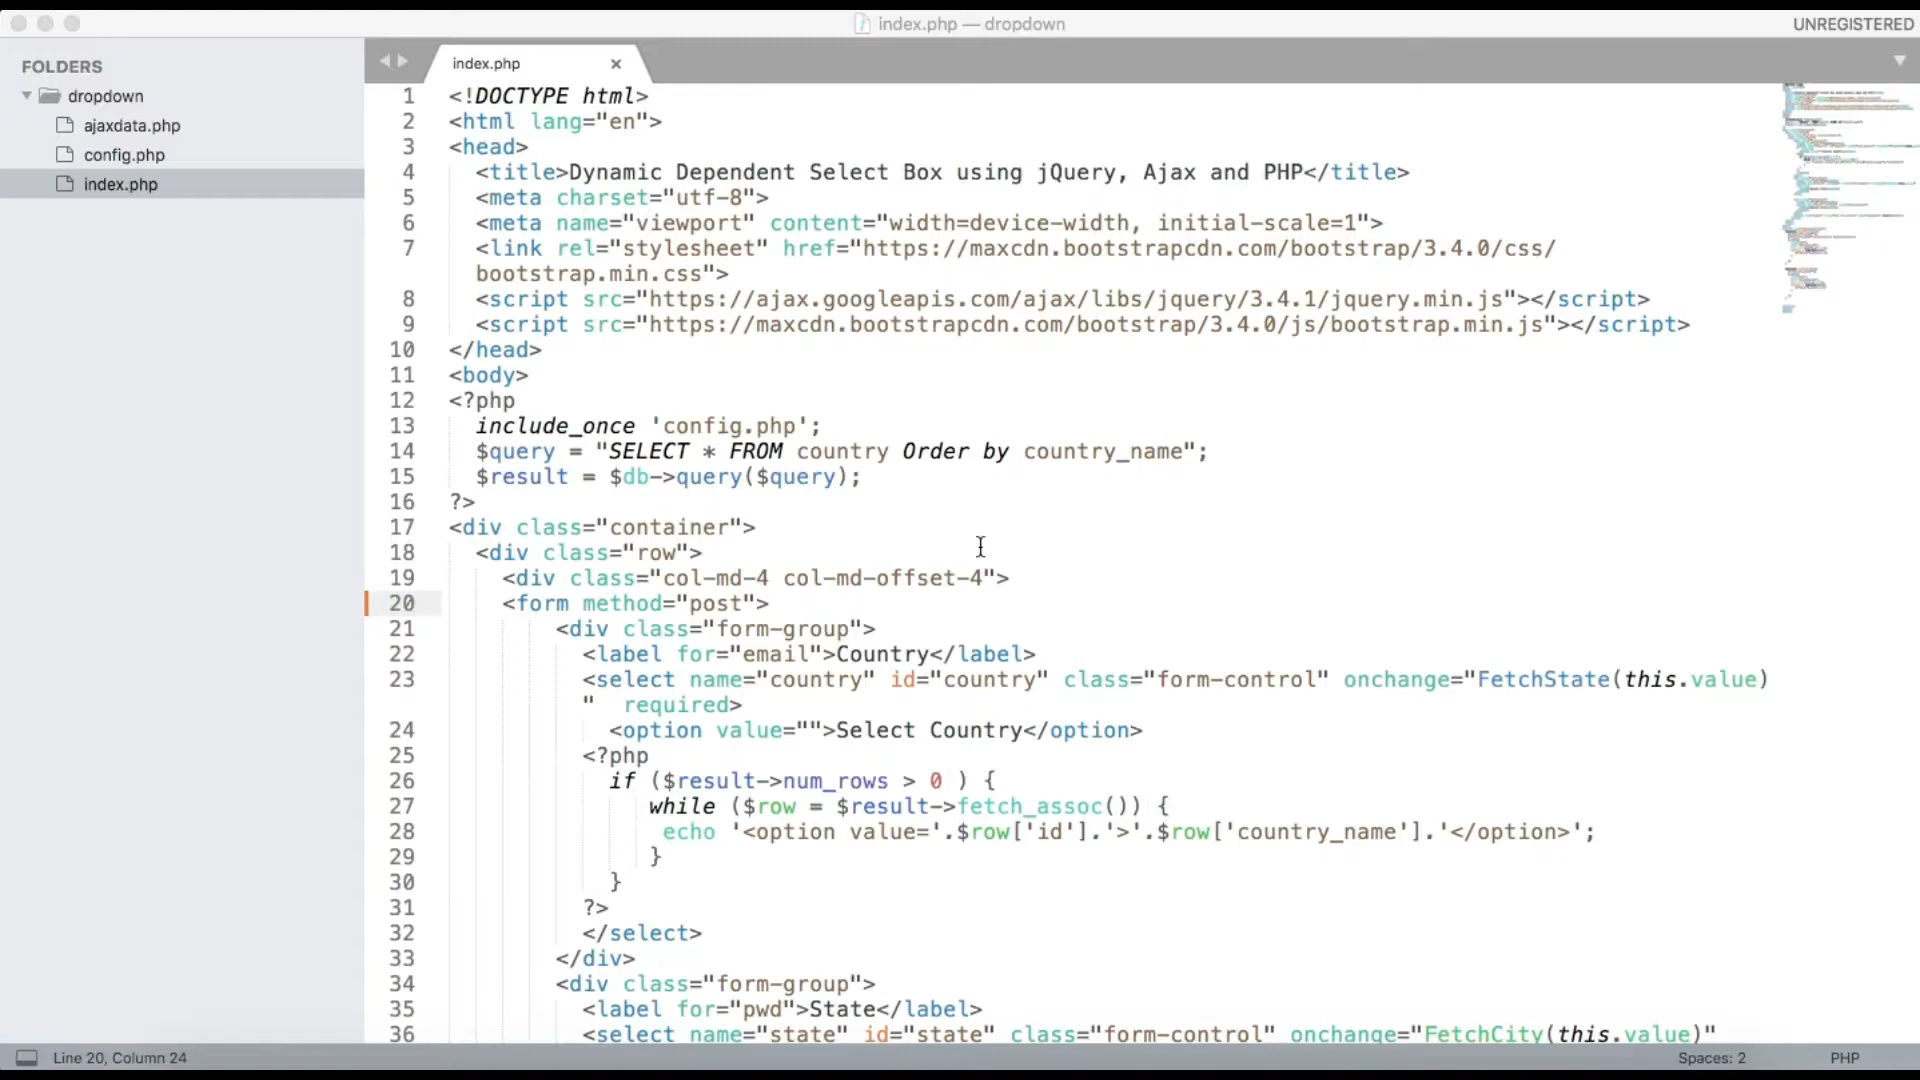 index.php — dropdown
UNREGISTERED
FOLDERS
dropdown
ajaxdata.php
config.php
index.php
index.php ×
1 <!DOCTYPE html>
2 <html lang="en">
3 <head>
4 <title>Dynamic Dependent Select Box using jQuery, Ajax and PHP</title>
5 <meta charset="utf-8">
6 <meta name="viewport" content="width=device-width, initial-scale=1">
7 <link rel="stylesheet" href="https://maxcdn.bootstrapcdn.com/bootstrap/3.4.0/css/
bootstrap.min.css">
8 <script src="https://ajax.googleapis.com/ajax/libs/jquery/3.4.1/jquery.min.js"></script>
9 <script src="https://maxcdn.bootstrapcdn.com/bootstrap/3.4.0/js/bootstrap.min.js"></script>
10 </head>
11 <body>
12 <?php
13 include_once 'config.php';
14 $query = "SELECT * FROM country Order by country_name";
15 $result = $db->query($query);
16 ?>
17 <div class="container">
18 <div class="row">
19 <div class="col-md-4 col-md-offset-4">
20 <form method="post">
21 <div class="form-group">
22 <label for="email">Country</label>
23 <select name="country" id="country" class="form-control" onchange="FetchState(this.value)
" required>
24 <option value="">Select Country</option>
25 <?php
26 if ($result->num_rows > 0 ) {
27 while ($row = $result->fetch_assoc()) {
28 echo '<option value='.$row['id'].'>'.$row['country_name'].'</option>';
29 }
30 }
31 ?>
32 </select>
33 </div>
34 <div class="form-group">
35 <label for="pwd">State</label>
36 <select name="state" id="state" class="form-control" onchange="FetchCity(this.value)"
Line 20, Column 24
Spaces: 2
PHP